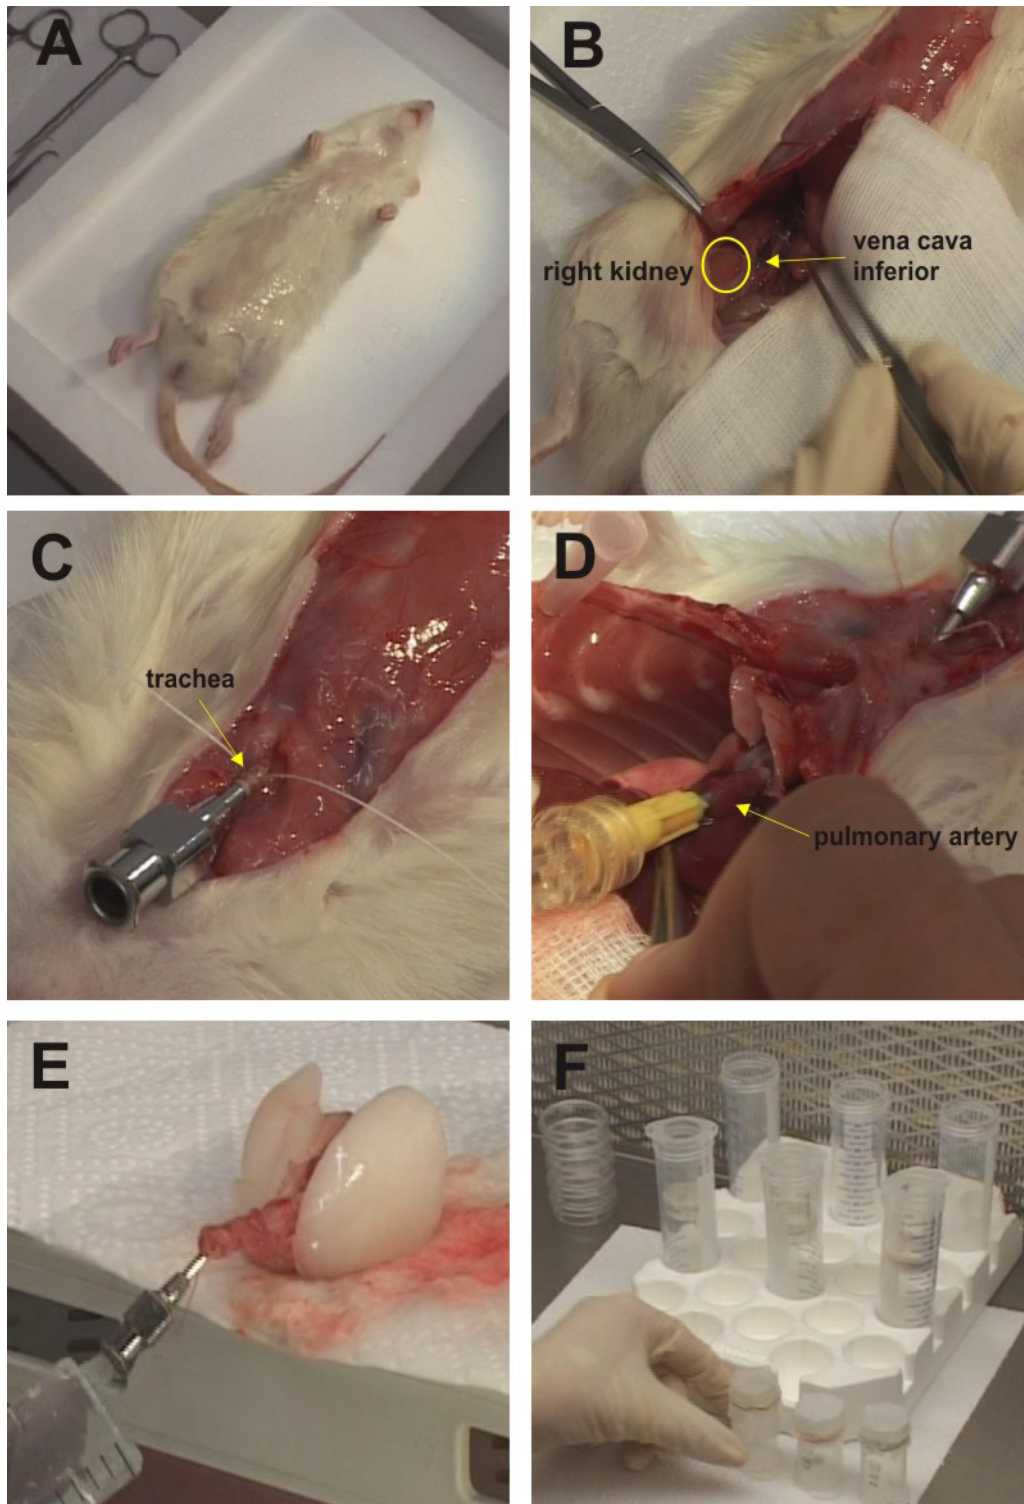 A
B
right kidney
vena cava
inferior
C
trachea
D
pulmonary artery
E
F